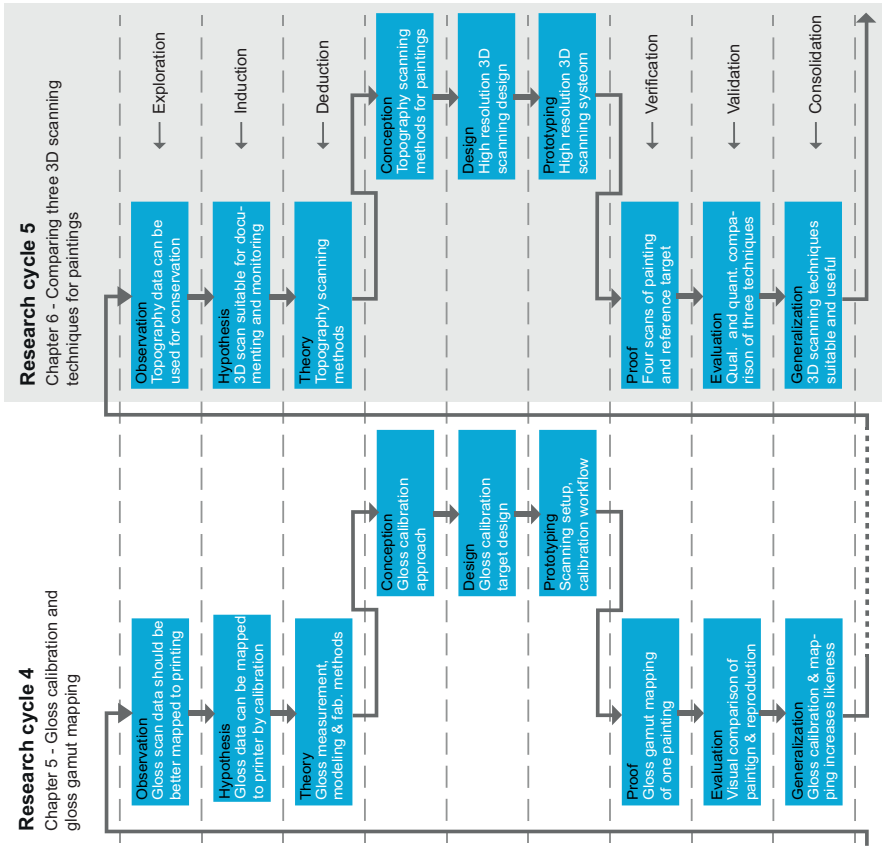 Research cycle 4
Chapter 5 - Gloss calibration and
gloss gamut mapping
Observation
Gloss scan data should be
better mapped to printing
Hypothesis
Gloss data can be mapped
to printer by calibration
Theory
Gloss measurement,
modeling & fab. methods
Conception
Gloss calibration
approach
Design
Gloss calibration
target design
Prototyping
Scanning setup,
calibration workflow
Proof
Gloss gamut mapping
of one painting
Evaluation
Visual comparison of
paintign & reproduction
Generalization
Gloss calibration & map-
ping increases likeness
Research cycle 5
Chapter 6 - Comparing three 3D scanning
techniques for paintings
Observation
Topography data can be
used for conservation
Hypothesis
3D scan suitable for docu-
menting and monitoring
Theory
Topography scanning
methods
Conception
Topography scanning
methods for paintings
Design
High resolution 3D
scanning design
Prototyping
High resolution 3D
scanning systeom
Proof
Four scans of painting
and reference target
Evaluation
Qual. and quant. compa-
rison of three techniques
Generalization
3D scanning techniques
suitable and useful
Exploration
Induction
Deduction
Verification
Validation
Consolidation